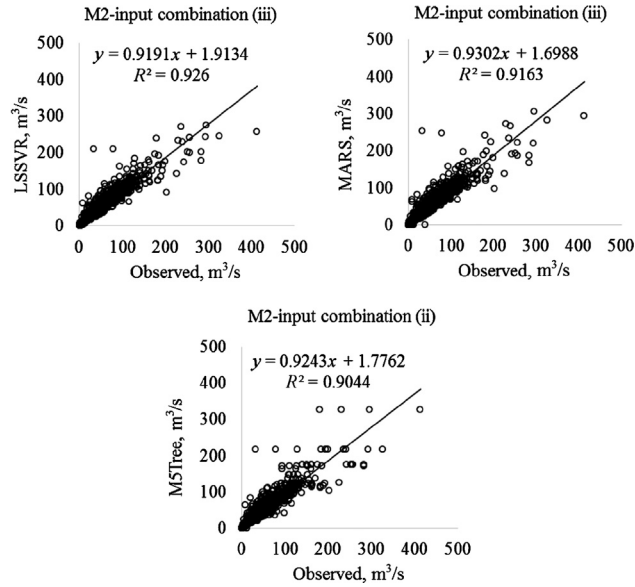 M2-input combination (iii)
500
400
300
200
100
0
LSSVR, m³/s
y = 0.9191x + 1.9134
R² = 0.926
0 100 200 300 400 500
Observed, m³/s
M2-input combination (iii)
500
400
300
200
100
0
MARS, m³/s
y = 0.9302x + 1.6988
R² = 0.9163
0 100 200 300 400 500
Observed, m³/s
M2-input combination (ii)
500
400
300
200
100
0
M5Tree, m³/s
y = 0.9243x + 1.7762
R² = 0.9044
0 100 200 300 400 500
Observed, m³/s